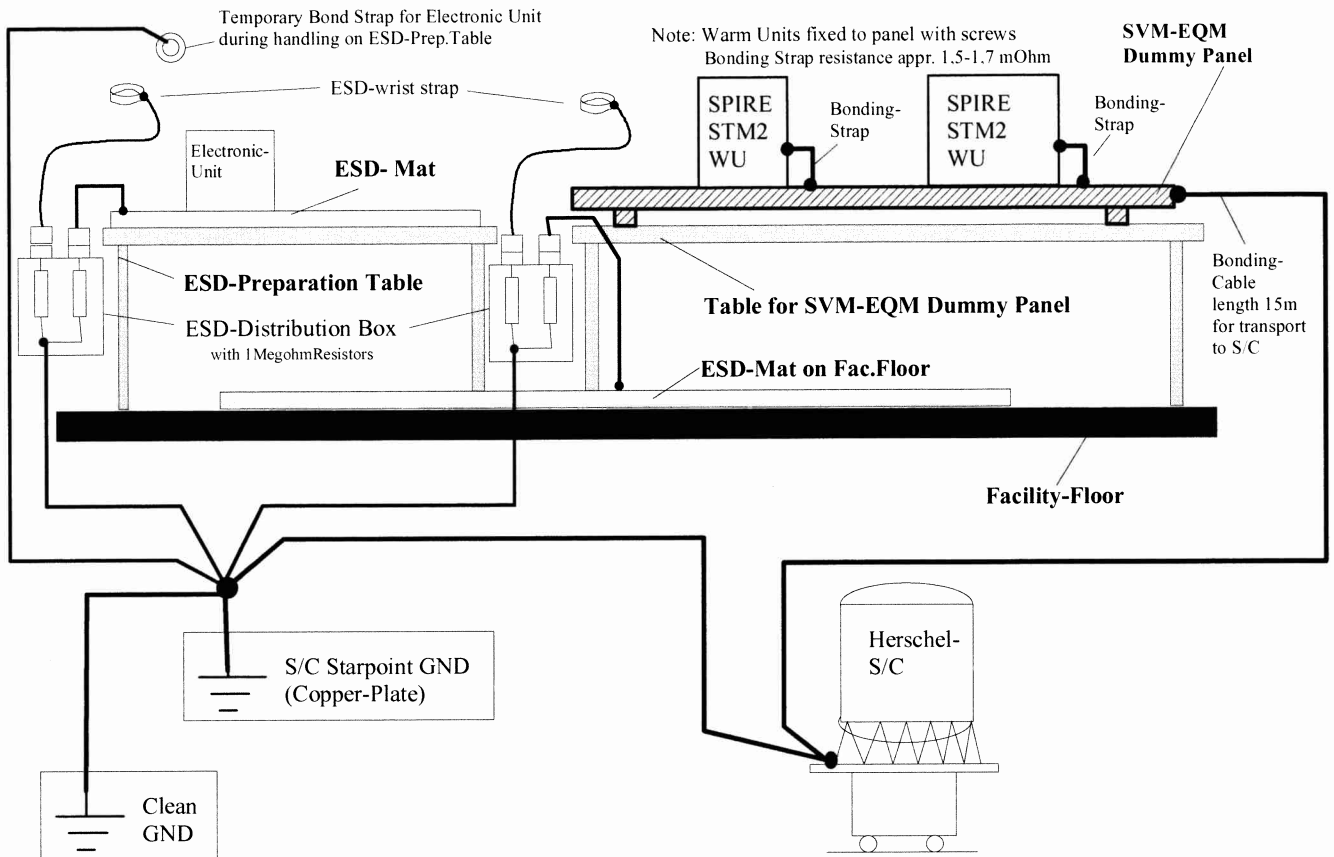 Temporary Bond Strap for Electronic Unit
during handling on ESD-Prep.Table
Note: Warm Units fixed to panel with screws
Bonding Strap resistance appr. 1,5-1,7 mOhm
SVM-EQM
Dummy Panel
ESD-wrist strap
SPIRE
STM2
WU
Bonding-
Strap
SPIRE
STM2
WU
Bonding-
Strap
Electronic-
Unit
ESD- Mat
ESD-Preparation Table
ESD-Distribution Box
with 1MegohmResistors
Table for SVM-EQM Dummy Panel
Bonding-
Cable
length 15m
for transport
to S/C
ESD-Mat on Fac.Floor
Facility-Floor
S/C Starpoint GND
(Copper-Plate)
Herschel-
S/C
Clean
GND